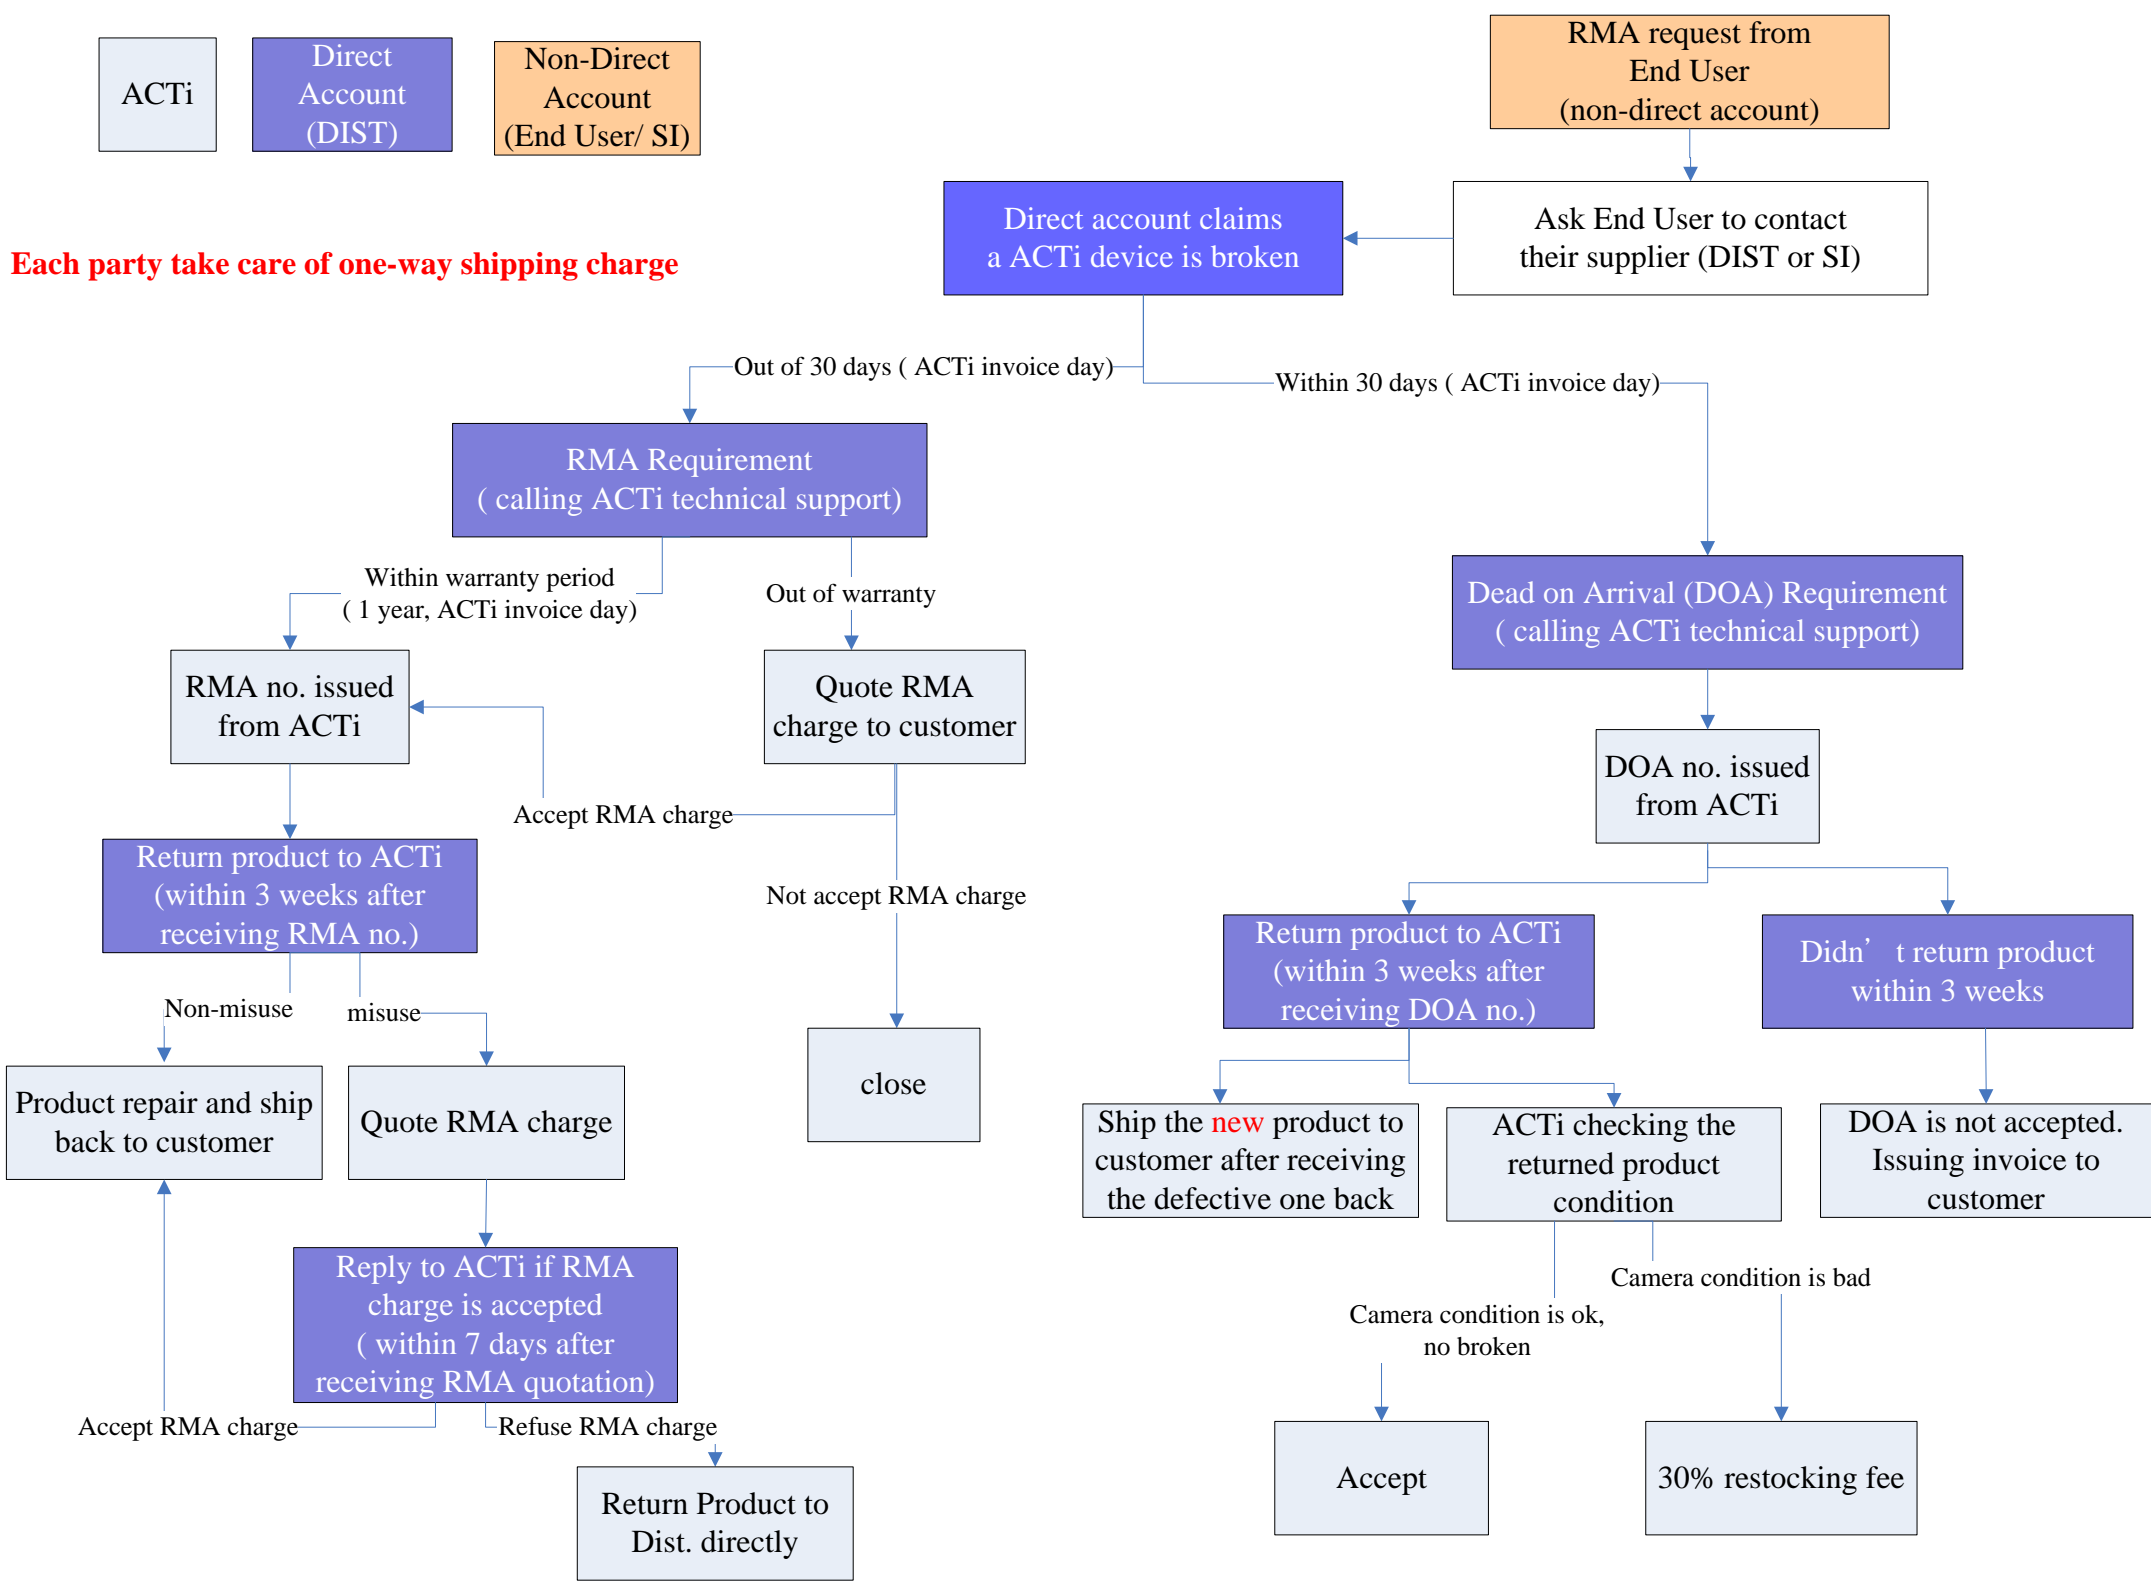 ACTi
Direct
Account
(DIST)
Non-Direct
Account
(End User/ SI)
RMA request from
End User
(non-direct account)
Each party take care of one-way shipping charge
Direct account claims
a ACTi device is broken
Ask End User to contact
their supplier (DIST or SI)
Out of 30 days ( ACTi invoice day)
Within 30 days ( ACTi invoice day)
RMA Requirement
( calling ACTi technical support)
Within warranty period
( 1 year, ACTi invoice day)
Out of warranty
Dead on Arrival (DOA) Requirement
( calling ACTi technical support)
RMA no. issued
from ACTi
Quote RMA
charge to customer
DOA no. issued
from ACTi
Accept RMA charge
Return product to ACTi
(within 3 weeks after
receiving RMA no.)
Not accept RMA charge
Return product to ACTi
(within 3 weeks after
receiving DOA no.)
Didn’ t return product
within 3 weeks
Non-misuse
misuse
Product repair and ship
back to customer
Quote RMA charge
close
Ship the new product to
customer after receiving
the defective one back
ACTi checking the
returned product
condition
DOA is not accepted.
Issuing invoice to
customer
Reply to ACTi if RMA
charge is accepted
( within 7 days after
receiving RMA quotation)
Camera condition is bad
Camera condition is ok,
no broken
Accept RMA charge
Refuse RMA charge
Return Product to
Dist. directly
Accept
30% restocking fee